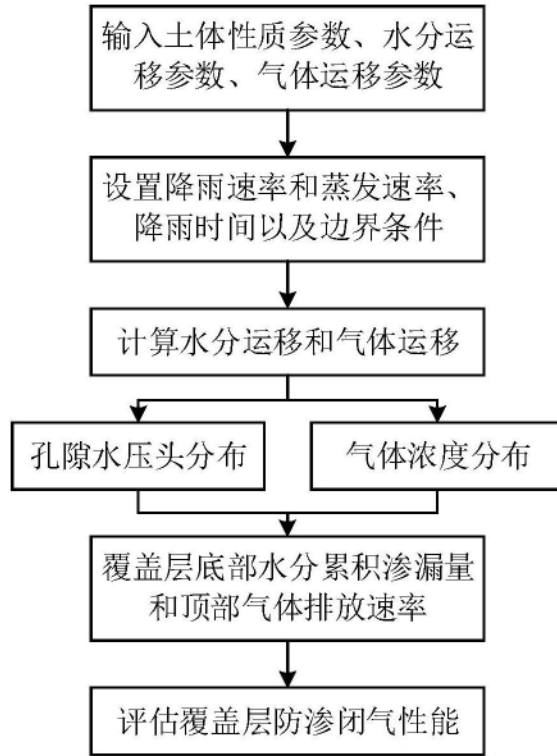 输入土体性质参数、水分运
移参数、气体运移参数
设置降雨速率和蒸发速率、
降雨时间以及边界条件
计算水分运移和气体运移
孔隙水压头分布
气体浓度分布
覆盖层底部水分累积渗漏量
和顶部气体排放速率
评估覆盖层防渗闭气性能